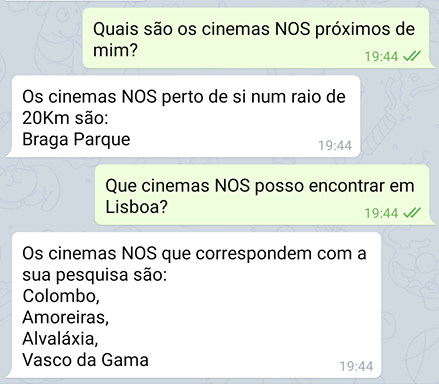 Quais são os cinemas NOS próximos de
mim?
19:44
Os cinemas NOS perto de si num raio de
20Km são:
Braga Parque
19:44
Que cinemas NOS posso encontrar em
Lisboa?
19:44
Os cinemas NOS que correspondem com a
sua pesquisa são:
Colombo,
Amoreiras,
Alvaláxia,
Vasco da Gama
19:44